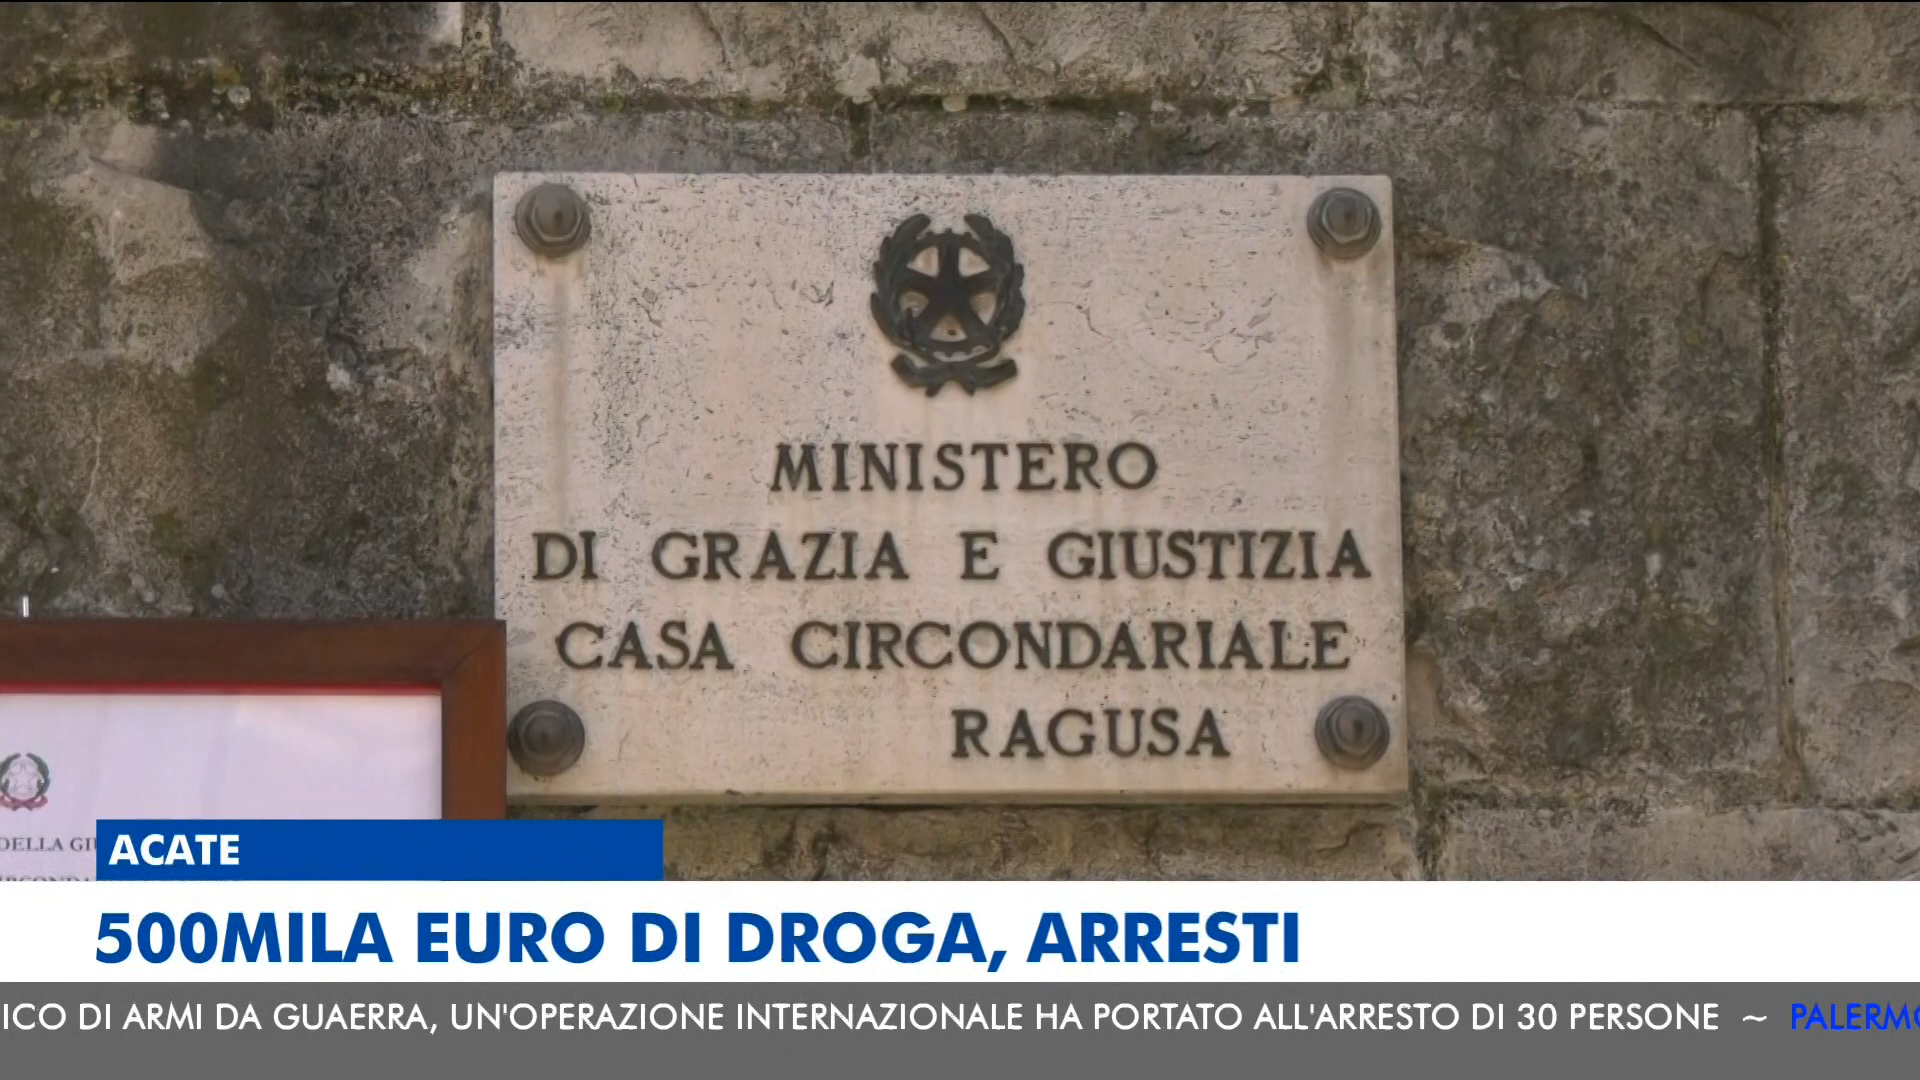 MINISTERO
DI GRAZIA E GIUSTIZIA
CASA CIRCONDARIALE
RAGUSA
DELLA
ACATE
500MILA EURO DI DROGA, ARRESTI
ICO DI ARMI DA GUAERRA, UN'OPERAZIONE INTERNAZIONALE HA PORTATO ALL'ARRESTO DI 30 PERSONE ~ PALERMO